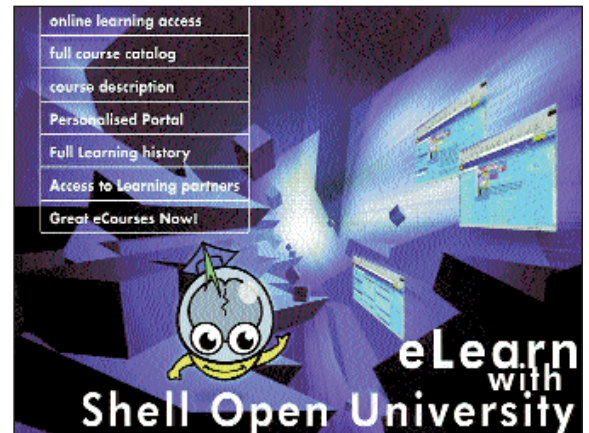 online learning access
full course catalog
course description
Personalised Portal
Full Learning history
Access to Learning partners
Great eCourses Now!
eLearn
with
Shell Open University